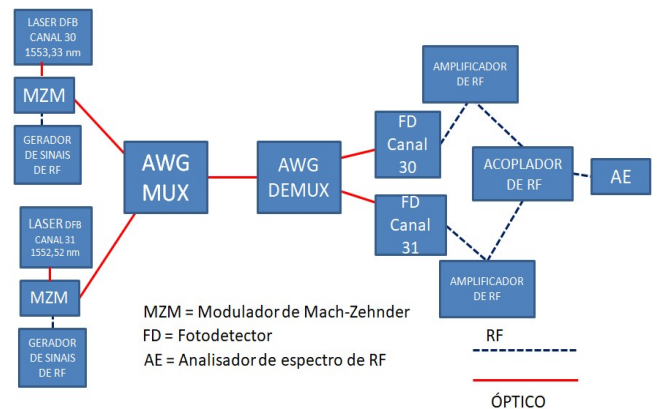 LASER DFB
CANAL 30
1553,33 nm
MZM
GERADOR
DE SINAIS
DE RF
LASER DFB
CANAL 31
1552,52 nm
MZM
GERADOR
DE SINAIS
DE RF
AWG
MUX
AWG
DEMUX
FD
Canal
30
FD
Canal
31
AMPLIFICADOR
DE RF
ACOPLADOR
DE RF
AE
AMPLIFICADOR
DE RF
MZM = Modulador de Mach-Zehnder
FD = Fotodetector
AE = Analisador de espectro de RF
RF
ÓPTICO